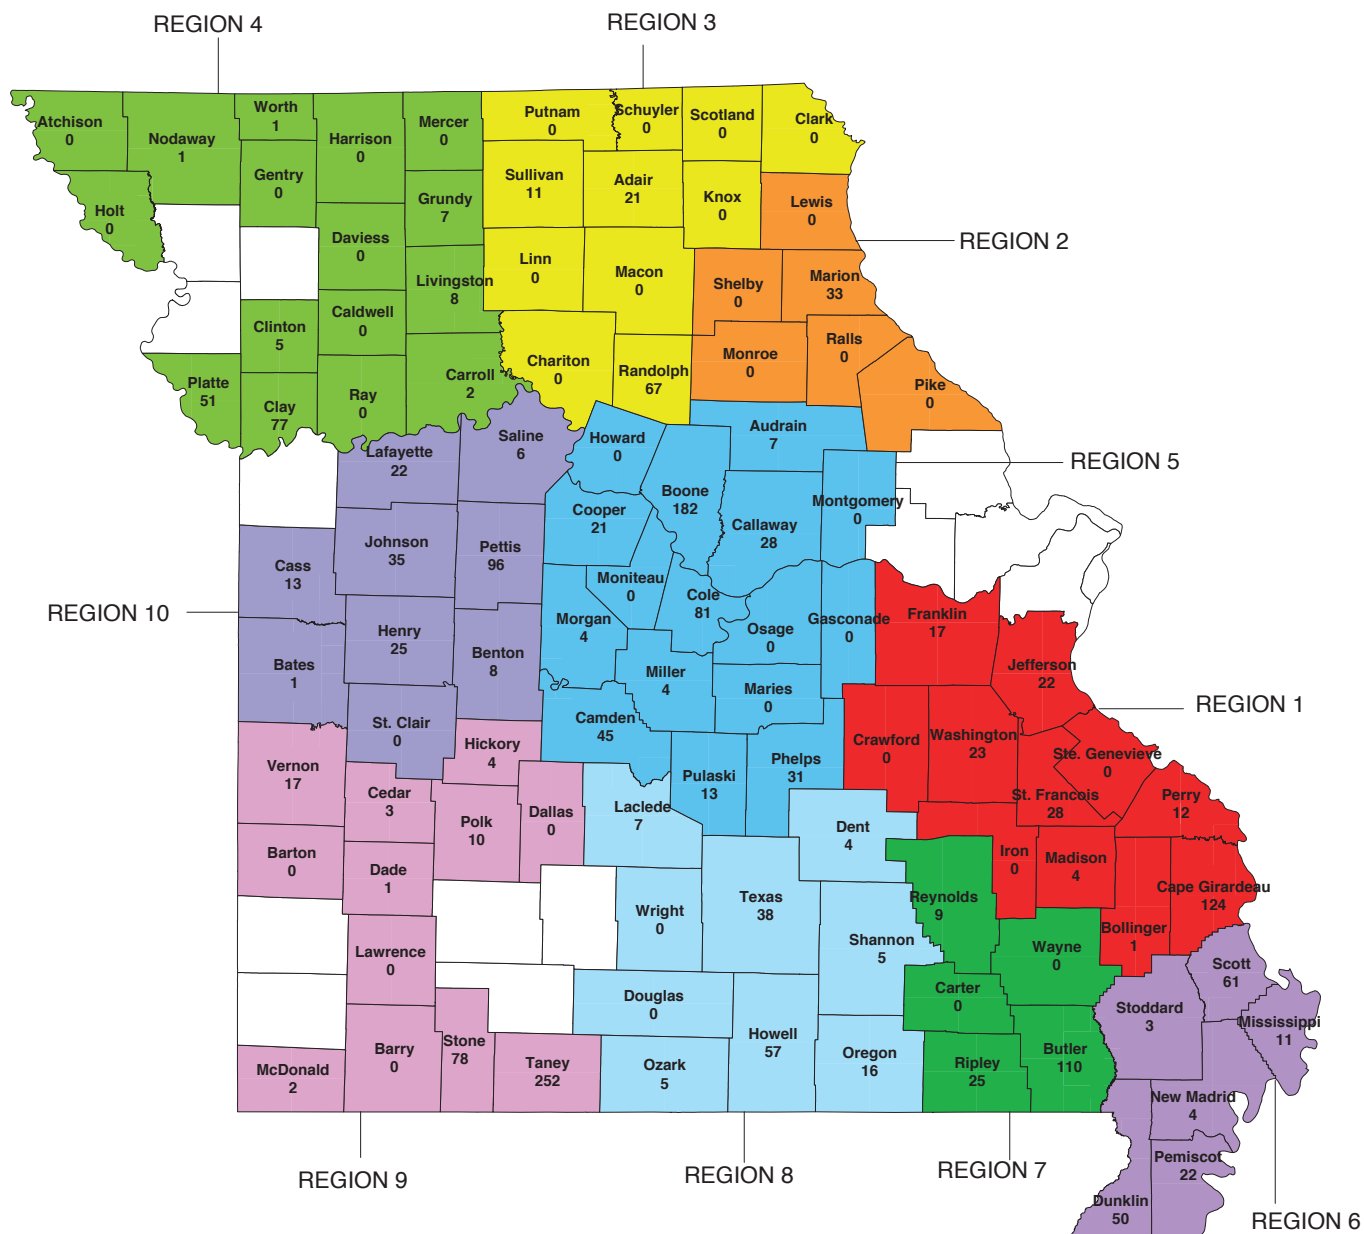 REGION 4
REGION 3
Atchison
0
Nodaway
1
Worth
1
Harrison
0
Mercer
0
Putnam
0
Schuyler
0
Scotland
0
Clark
0
Holt
0
Gentry
0
Grundy
7
Sullivan
11
Adair
21
Knox
0
Lewis
0
REGION 2
Daviess
0
Livingston
8
Linn
0
Macon
0
Shelby
0
Marion
33
Clinton
5
Caldwell
0
Chariton
0
Randolph
67
Monroe
0
Ralls
0
Pike
0
Platte
51
Clay
77
Ray
0
Carroll
2
Lafayette
22
Saline
6
Howard
0
Audrain
7
REGION 5
Boone
182
Cooper
21
Callaway
28
Montgomery
0
Cass
13
Johnson
35
Pettis
96
Moniteau
0
Cole
81
REGION 10
Henry
25
Benton
8
Morgan
4
Osage
0
Gasconade
0
Franklin
17
Bates
1
Miller
4
Maries
0
Jefferson
22
REGION 1
St. Clair
0
Hickory
4
Camden
45
Crawford
0
Washington
23
Ste. Genevieve
0
Vernon
17
Cedar
3
Polk
10
Dallas
0
Laclede
7
Pulaski
13
Phelps
31
St. Francois
28
Perry
12
Barton
0
Dade
1
Dent
4
Iron
0
Madison
4
Cape Girardeau
124
Wright
0
Texas
38
Reynolds
9
Bollinger
1
Lawrence
0
Shannon
5
Wayne
0
Scott
61
Douglas
0
Carter
0
Stoddard
3
Mississippi
11
McDonald
2
Barry
0
Stone
78
Taney
252
Ozark
5
Howell
57
Oregon
16
Ripley
25
Butler
110
New Madrid
4
Pemiscot
22
Dunklin
50
REGION 9
REGION 8
REGION 7
REGION 6